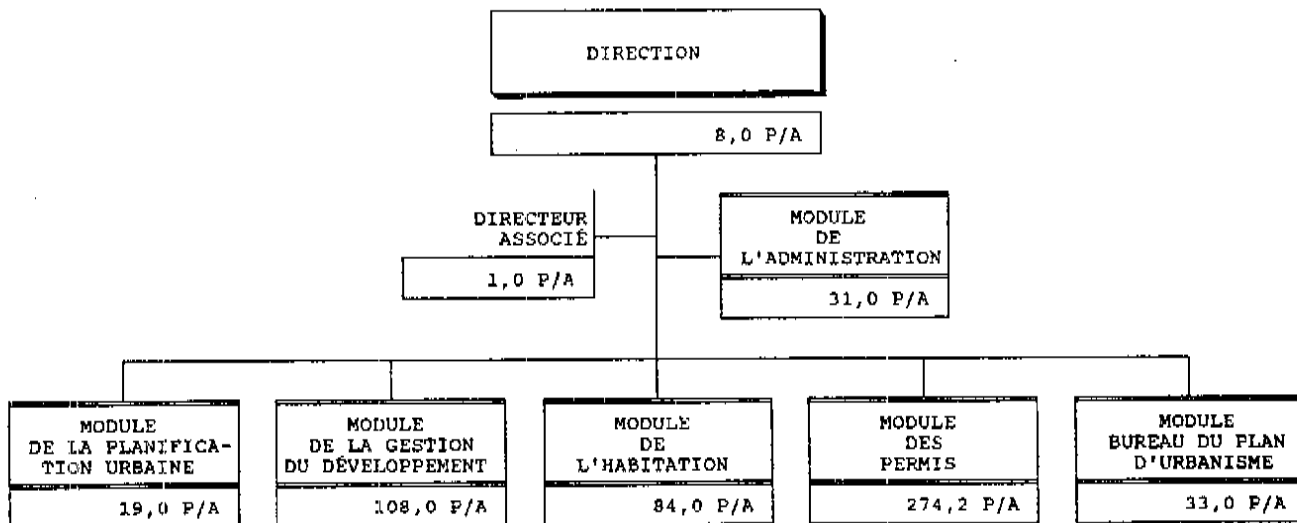 DIRECTION
8,0 P/A
DIRECTEUR
ASSOCIÉ
1,0 P/A
MODULE
DE
L'ADMINISTRATION
31,0 P/A
MODULE
DE LA PLANIFICA-
TION URBAINE
19,0 P/A
MODULE
DE LA GESTION
DU DÉVELOPPEMENT
108,0 P/A
MODULE
DE
L'HABITATION
84,0 P/A
MODULE
DES
PERMIS
274,2 P/A
MODULE
BUREAU DU PLAN
D'URBANISME
33,0 P/A